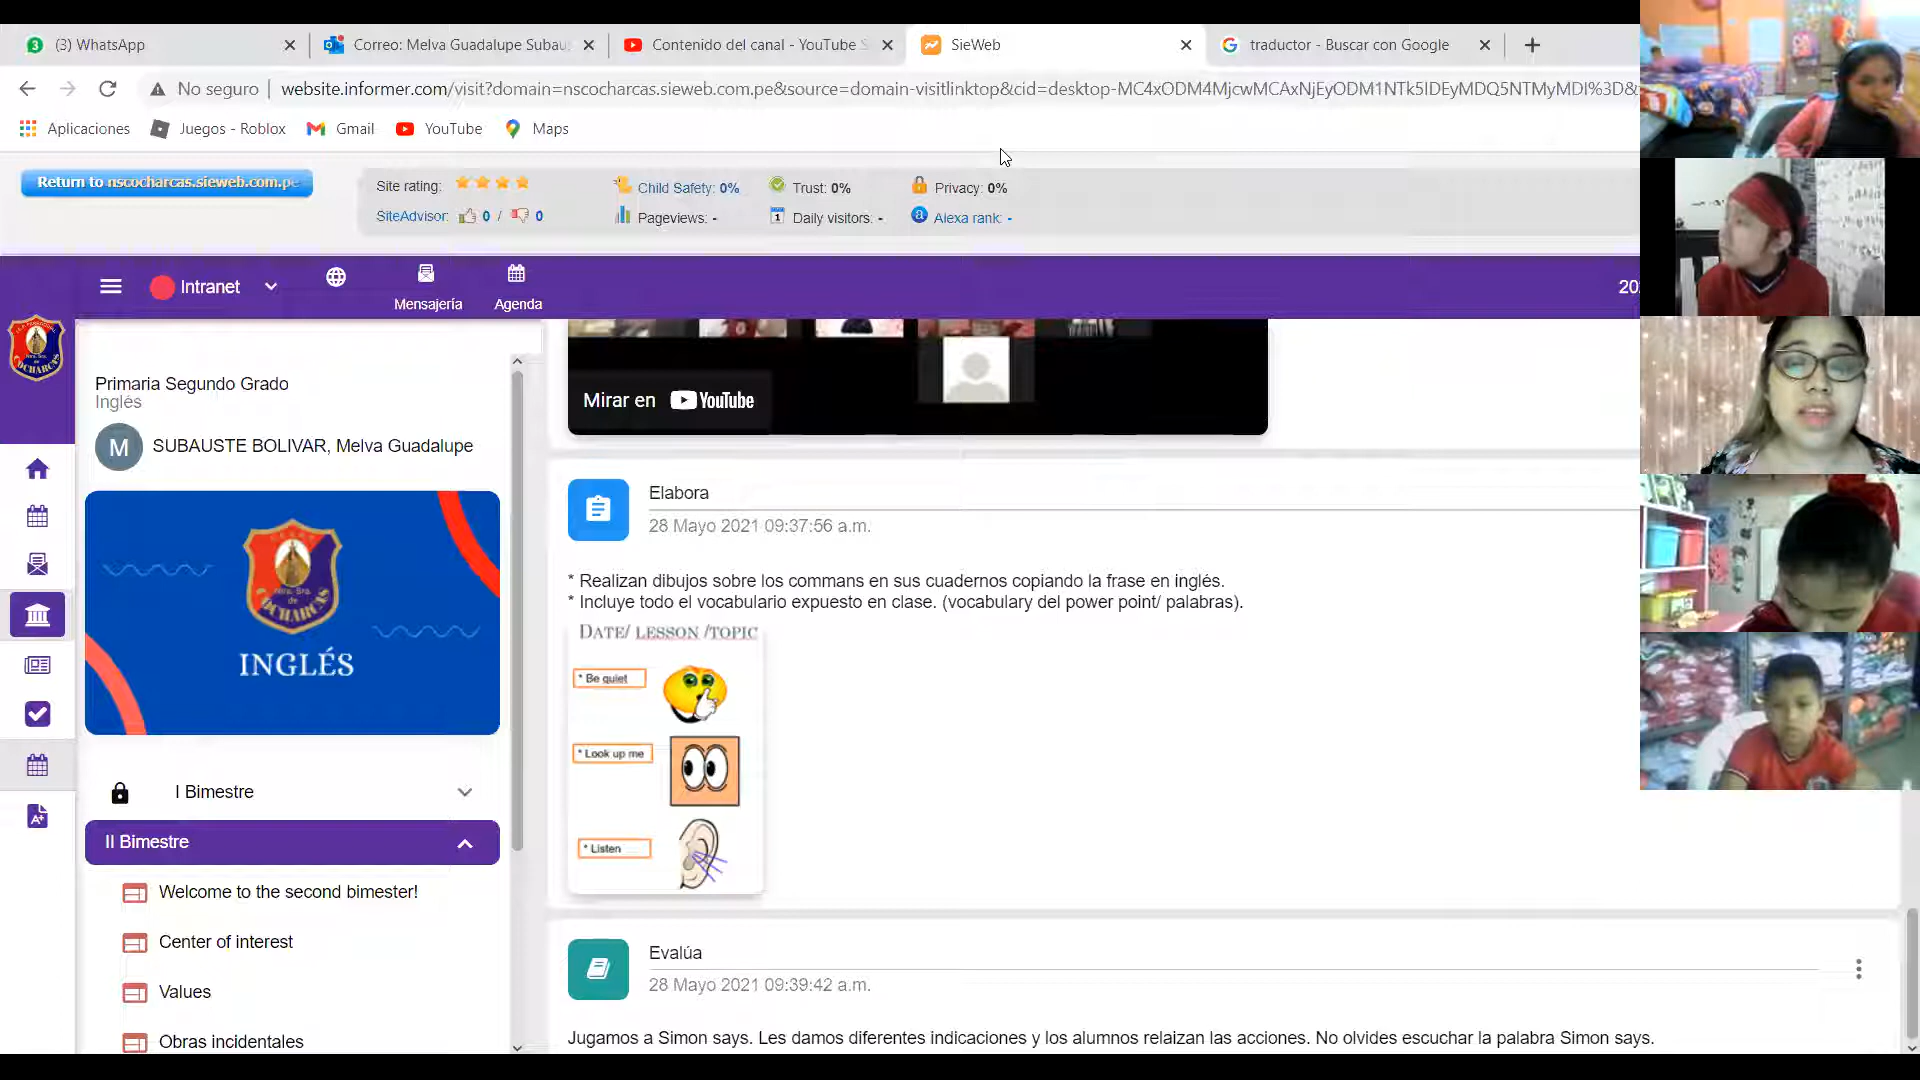 (3) WhatsApp
Correo: Melva Guadalupe Subau
Contenido del canal - YouTube S
SieWeb
traductor - Buscar con Google
No seguro
website.informer.com/visit?domain=nscocharcas.sieweb.com.pe&source=domain-visitlinktop&cid=desktop-MC4xODM4MjcwMCAxNjEyODM1NTk5IDEyMDQ5NTMyMDI%3D&
Aplicaciones
Juegos - Roblox
Gmail
YouTube
Maps
Return to nscocharcas.sieweb.com.pe
Site rating:
Child Safety: 0%
Trust: 0%
Privacy: 0%
SiteAdvisor: 0 / 0
Pageviews: -
Daily visitors: -
Alexa rank: -
Intranet
Mensajería
Agenda
20
Primaria Segundo Grado
Inglés
M
SUBAUSTE BOLIVAR, Melva Guadalupe
Ntra. Sra.
de
COCHARCAS
INGLÉS
I Bimestre
II Bimestre
Welcome to the second bimester!
Center of interest
Values
Obras incidentales
Mirar en YouTube
Elabora
28 Mayo 2021 09:37:56 a.m.
* Realizan dibujos sobre los commans en sus cuadernos copiando la frase en inglés.
* Incluye todo el vocabulario expuesto en clase. (vocabulary del power point/ palabras).
DATE/ LESSON /TOPIC
* Be quiet
* Look up me
* Listen
Evalúa
28 Mayo 2021 09:39:42 a.m.
Jugamos a Simon says. Les damos diferentes indicaciones y los alumnos relaizan las acciones. No olvides escuchar la palabra Simon says.